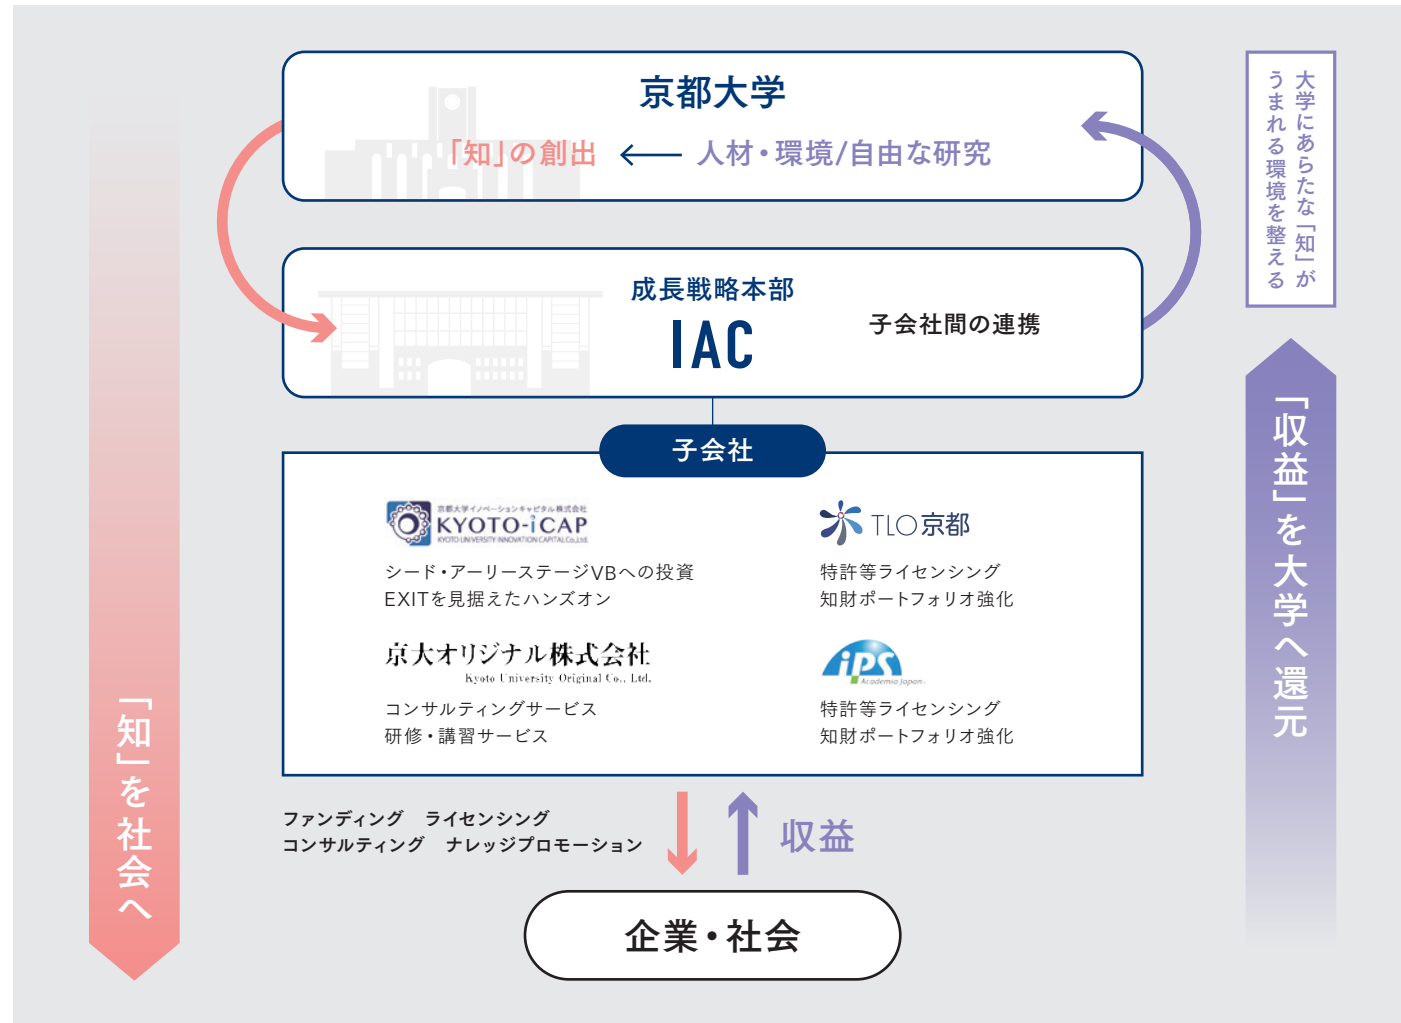 京都大学
「知」の創出 ← 人材・環境/自由な研究
成長戦略本部
IAC
子会社間の連携
子会社
京都大学イノベーションキャピタル株式会社
KYOTO-iCAP
KYOTO UNIVERSITY INNOVATION CAPITAL Co.,Ltd.
シード・アーリーステージVBへの投資
EXITを見据えたハンズオン
TLO京都
特許等ライセンシング
知財ポートフォリオ強化
京大オリジナル株式会社
Kyoto University Original Co., Ltd.
コンサルティングサービス
研修・講習サービス
iPS
Academia Japan.
特許等ライセンシング
知財ポートフォリオ強化
ファンディング　ライセンシング
コンサルティング　ナレッジプロモーション
収益
企業・社会
「知」を社会へ
大学にあらたな「知」が
うまれる環境を整える
「収益」を大学へ還元